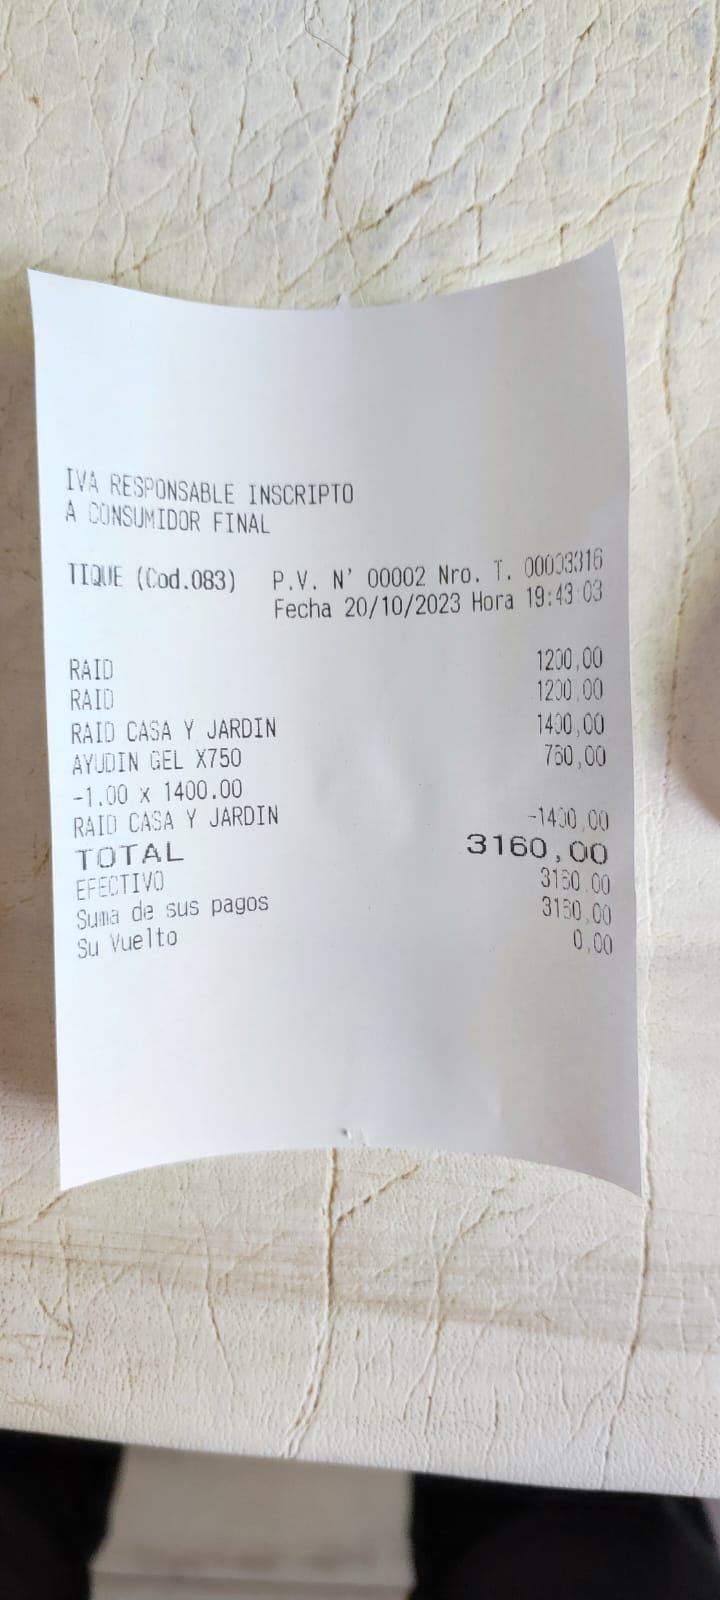 IVA RESPONSABLE INSCRIPTO
A CONSUMIDOR FINAL
TIQUE (Cod.083) P.V. N' 00002 Nro. T. 00003316
Fecha 20/10/2023 Hora 19:43:03
RAID 1200,00
RAID 1200,00
RAID CASA Y JARDIN 1400,00
AYUDIN GEL X750 760,00
-1.00 x 1400.00
RAID CASA Y JARDIN -1400,00
TOTAL 3160,00
EFECTIVO 3160,00
Suma de sus pagos 3160,00
Su Vuelto 0,00